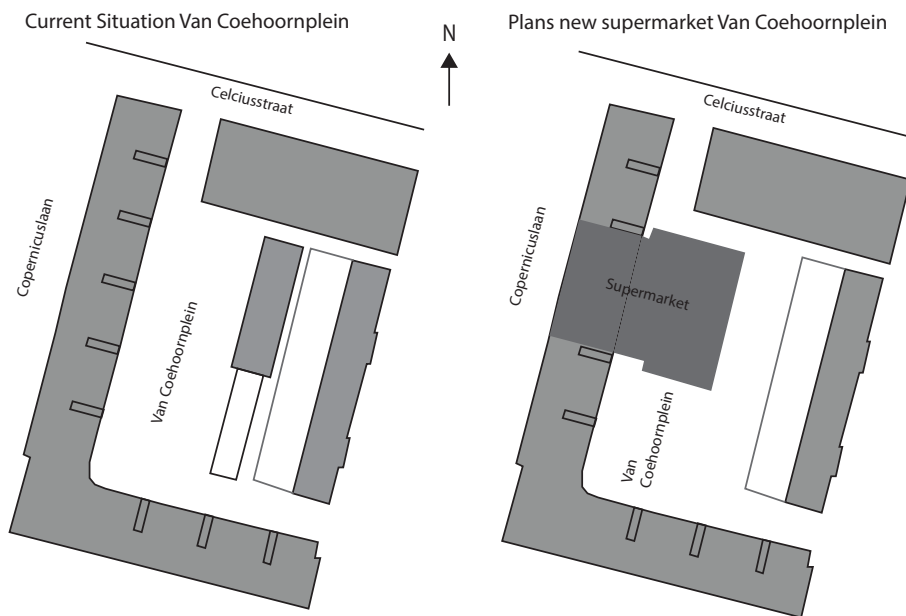 Current Situation Van Coehoornplein
N
Plans new supermarket Van Coehoornplein
Celciusstraat
Copernicuslaan
Van Coehoornplein
Celciusstraat
Copernicuslaan
Supermarket
Van
Coehoornplein